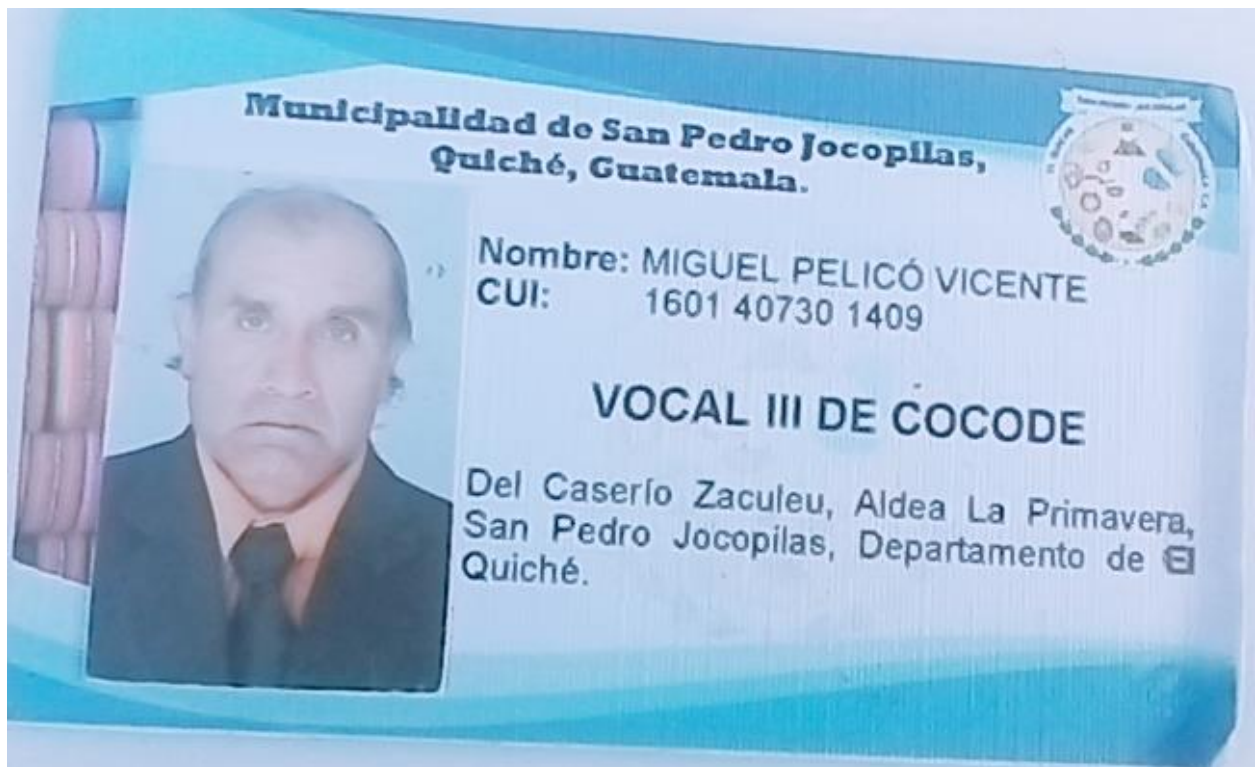 Municipalidad de San Pedro Jocopilas,
Quiché, Guatemala.
Nombre: MIGUEL PELICÓ VICENTE
CUI: 1601 40730 1409
VOCAL III DE COCODE
Del Caserío Zaculeu, Aldea La Primavera,
San Pedro Jocopilas, Departamento de El
Quiché.